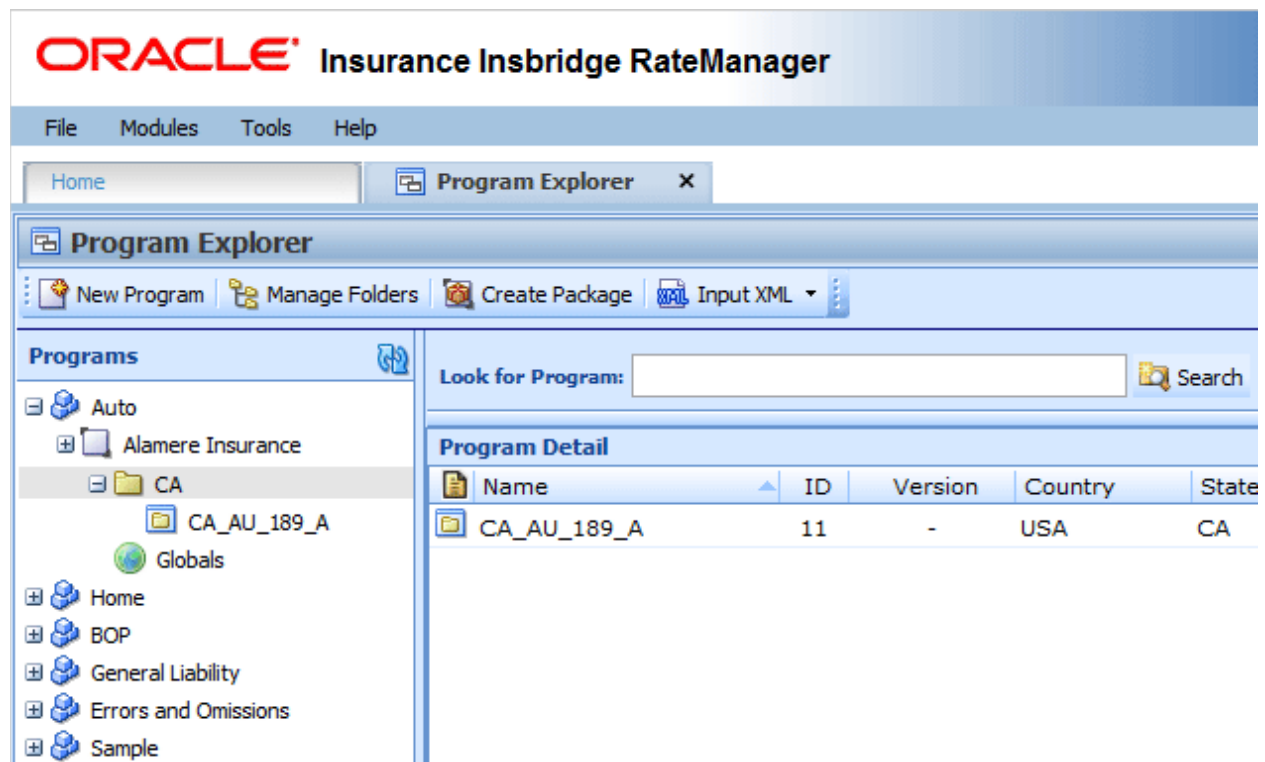 ORACLE Insurance Insbridge RateManager
File Modules Tools Help
Home Program Explorer ×
Program Explorer
New Program Manage Folders Create Package XML Input XML
Programs
Look for Program: Search
Auto
Alamere Insurance
CA
CA_AU_189_A
Globals
Home
BOP
General Liability
Errors and Omissions
Sample
Program Detail
Name ID Version Country State
CA_AU_189_A 11 - USA CA